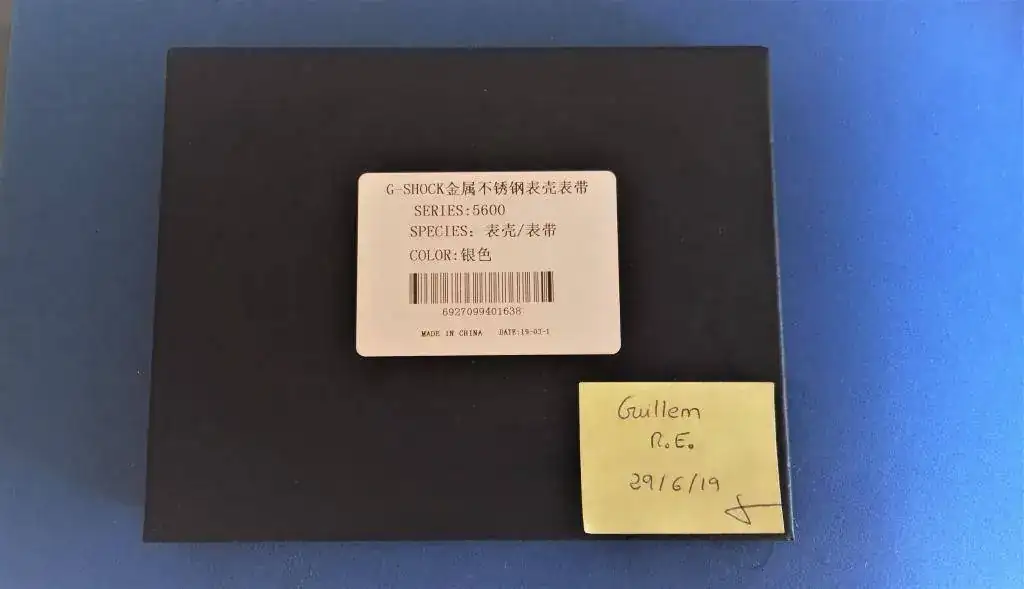 G-SHOCK金属不锈钢表壳表带
SERIES:5600
SPECIES: 表壳/表带
COLOR:银色
6927099401638
MADE IN CHINA DATE:19-03-1
Guillem
R.E.
29/6/19